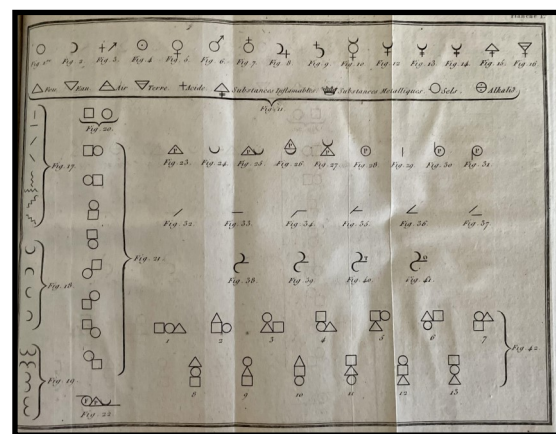 Planche 1.
Fig. 1re Fig. 2. Fig. 3. Fig. 4. Fig. 5. Fig. 6. Fig. 7 Fig. 8. Fig. 9. Fig. 10. Fig. 12. Fig. 13. Fig. 14. Fig. 15. Fig. 16.
Feu. Eau. Air Terre. Acide. Substances Inflamables. Substances Metalliques. Sels. Alkalis
Fig. 11.
Fig. 20.
Fig. 17.
P P P P P P P
Fig. 23. Fig. 24. Fig. 25. Fig. 26. Fig. 27. Fig. 28. Fig. 29. Fig. 30. Fig. 31.
Fig. 32. Fig. 33. Fig. 34. Fig. 35. Fig. 36. Fig. 37.
Fig. 21.
Fig. 38. Fig. 39. Fig. 40. Fig. 41.
Fig. 18.
1 2 3 4 5 6 7
Fig. 42.
Fig. 19.
8 9 10 11 12 13
Fig. 22.